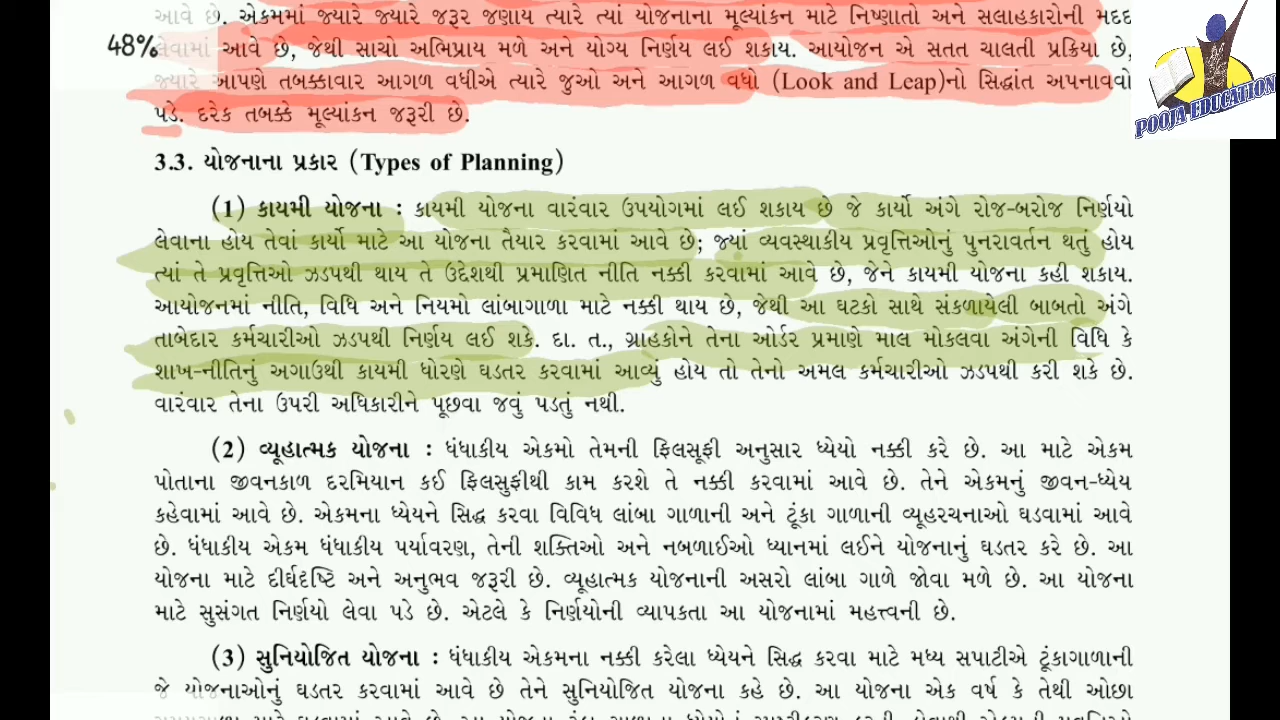 આવે છે. એકમમાં જ્યારે જ્યારે જરૂર જણાય ત્યારે ત્યાં યોજનાના મૂલ્યાંકન માટે નિષ્ણાતો અને સલાહકારોની મદદ
48%
લેવામાં આવે છે, જેથી સાચો અભિપ્રાય મળે અને યોગ્ય નિર્ણય લઈ શકાય. આયોજન એ સતત ચાલતી પ્રક્રિયા છે,
જ્યારે આપણે તબક્કાવાર આગળ વધીએ ત્યારે જુઓ અને આગળ વધો (Look and Leap)નો સિદ્ધાંત અપનાવવો
પડે. દરેક તબક્કે મૂલ્યાંકન જરૂરી છે.
POOJA EDUCATION
3.3. યોજનાના પ્રકાર (Types of Planning)
(1) કાયમી યોજના : કાયમી યોજના વારંવાર ઉપયોગમાં લઈ શકાય છે જે કાર્યો અંગે રોજ-બરોજ નિર્ણયો
લેવાના હોય તેવાં કાર્યો માટે આ યોજના તૈયાર કરવામાં આવે છે; જ્યાં વ્યવસ્થાકીય પ્રવૃત્તિઓનું પુનરાવર્તન થતું હોય
ત્યાં તે પ્રવૃત્તિઓ ઝડપથી થાય તે ઉદ્દેશથી પ્રમાણિત નીતિ નક્કી કરવામાં આવે છે, જેને કાયમી યોજના કહી શકાય.
આયોજનમાં નીતિ, વિધિ અને નિયમો લાંબાગાળા માટે નક્કી થાય છે, જેથી આ ઘટકો સાથે સંકળાયેલી બાબતો અંગે
તાબેદાર કર્મચારીઓ ઝડપથી નિર્ણય લઈ શકે. દા. ત., ગ્રાહકોને તેના ઓર્ડર પ્રમાણે માલ મોકલવા અંગેની વિધિ કે
શાખ-નીતિનું અગાઉથી કાયમી ધોરણે ઘડતર કરવામાં આવ્યું હોય તો તેનો અમલ કર્મચારીઓ ઝડપથી કરી શકે છે.
વારંવાર તેના ઉપરી અધિકારીને પૂછવા જવું પડતું નથી.
(2) વ્યૂહાત્મક યોજના : ધંધાકીય એકમો તેમની ફિલસૂફી અનુસાર ધ્યેયો નક્કી કરે છે. આ માટે એકમ
પોતાના જીવનકાળ દરમિયાન કઈ ફિલસુફીથી કામ કરશે તે નક્કી કરવામાં આવે છે. તેને એકમનું જીવન-ધ્યેય
કહેવામાં આવે છે. એકમના ધ્યેયને સિદ્ધ કરવા વિવિધ લાંબા ગાળાની અને ટૂંકા ગાળાની વ્યૂહરચનાઓ ઘડવામાં આવે
છે. ધંધાકીય એકમ ધંધાકીય પર્યાવરણ, તેની શક્તિઓ અને નબળાઈઓ ધ્યાનમાં લઈને યોજનાનું ઘડતર કરે છે. આ
યોજના માટે દીર્ઘદૃષ્ટિ અને અનુભવ જરૂરી છે. વ્યૂહાત્મક યોજનાની અસરો લાંબા ગાળે જોવા મળે છે. આ યોજના
માટે સુસંગત નિર્ણયો લેવા પડે છે. એટલે કે નિર્ણયોની વ્યાપકતા આ યોજનામાં મહત્ત્વની છે.
(3) સુનિયોજિત યોજના : ધંધાકીય એકમના નક્કી કરેલા ધ્યેયને સિદ્ધ કરવા માટે મધ્ય સપાટીએ ટૂંકાગાળાની
જે યોજનાઓનું ઘડતર કરવામાં આવે છે તેને સુનિયોજિત યોજના કહે છે. આ યોજના એક વર્ષ કે તેથી ઓછા